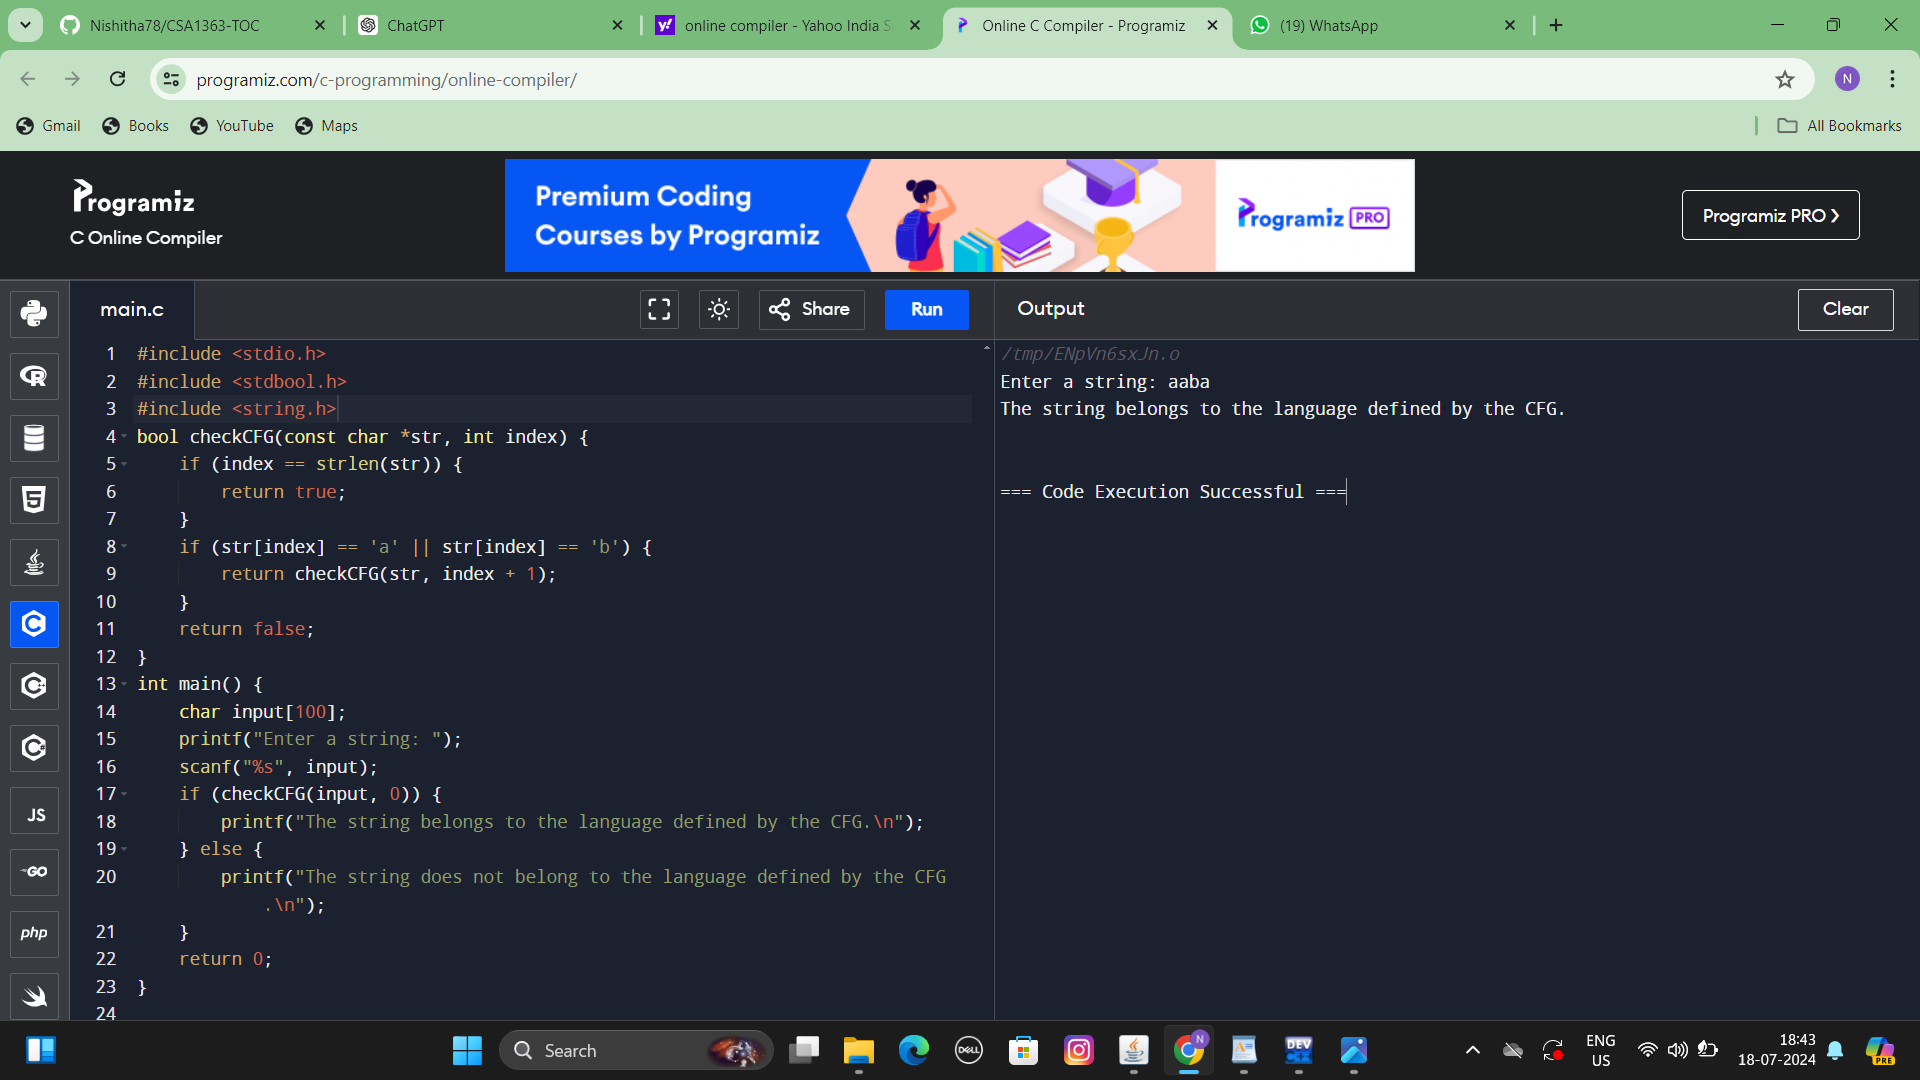 Nishitha78/CSA1363-TOC
ChatGPT
online compiler - Yahoo India S
Online C Compiler - Programiz
(19) WhatsApp
programiz.com/c-programming/online-compiler/
N
Gmail
Books
YouTube
Maps
All Bookmarks
Programiz
C Online Compiler
Premium Coding
Courses by Programiz
Programiz PRO
Programiz PRO
main.c
Share
Run
Output
Clear
1 #include <stdio.h>
2 #include <stdbool.h>
3 #include <string.h>
4 bool checkCFG(const char *str, int index) {
5 if (index == strlen(str)) {
6 return true;
7 }
8 if (str[index] == 'a' || str[index] == 'b') {
9 return checkCFG(str, index + 1);
10 }
11 return false;
12 }
13 int main() {
14 char input[100];
15 printf("Enter a string: ");
16 scanf("%s", input);
17 if (checkCFG(input, 0)) {
18 printf("The string belongs to the language defined by the CFG.\n");
19 } else {
20 printf("The string does not belong to the language defined by the CFG
.\n");
21 }
22 return 0;
23 }
24
/tmp/ENpVn6sxJn.o
Enter a string: aaba
The string belongs to the language defined by the CFG.
=== Code Execution Successful ===
R
5
C
JS
GO
php
Search
DELL
N
DEV
C++
ENG
US
18:43
18-07-2024
PRE